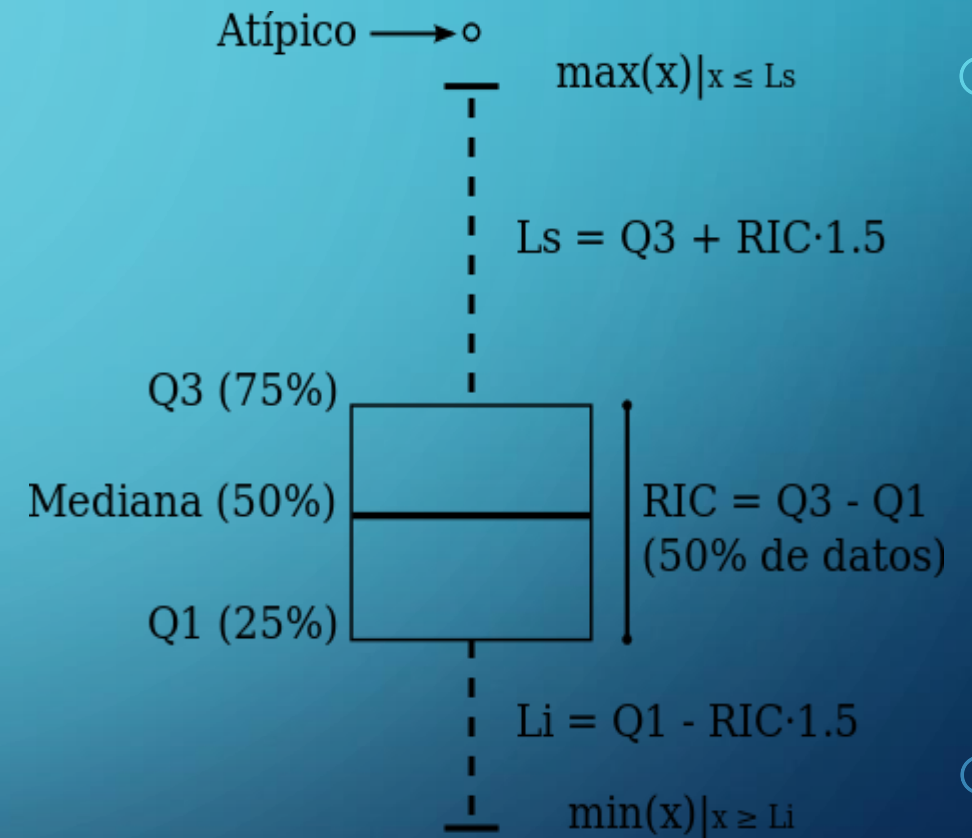 Atípico
max(x)|x ≤ Ls
Ls = Q3 + RIC·1.5
Q3 (75%)
Mediana (50%)
RIC = Q3 - Q1
(50% de datos)
Q1 (25%)
Li = Q1 - RIC·1.5
min(x)|x ≥ Li